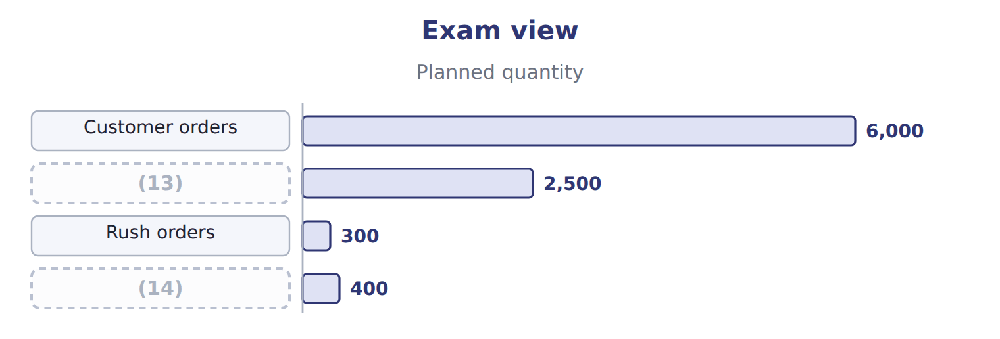 Exam view
Planned quantity
Customer orders 6,000
(13) 2,500
Rush orders 300
(14) 400